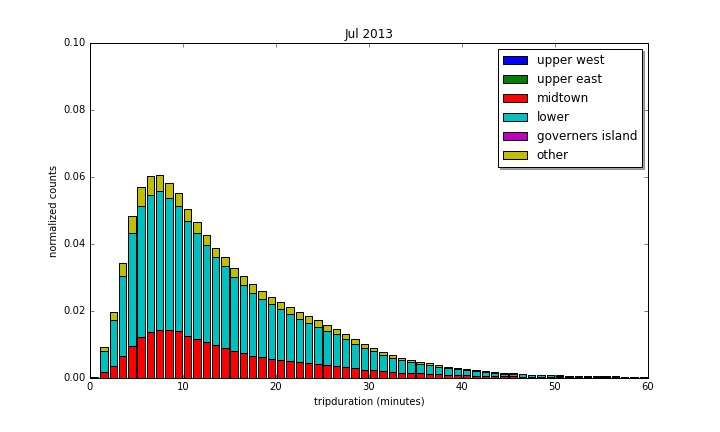 Jul 2013
0.10
0.08
0.06
0.04
0.02
0.00
normalized counts
0 10 20 30 40 50 60
tripduration (minutes)
upper west
upper east
midtown
lower
governers island
other